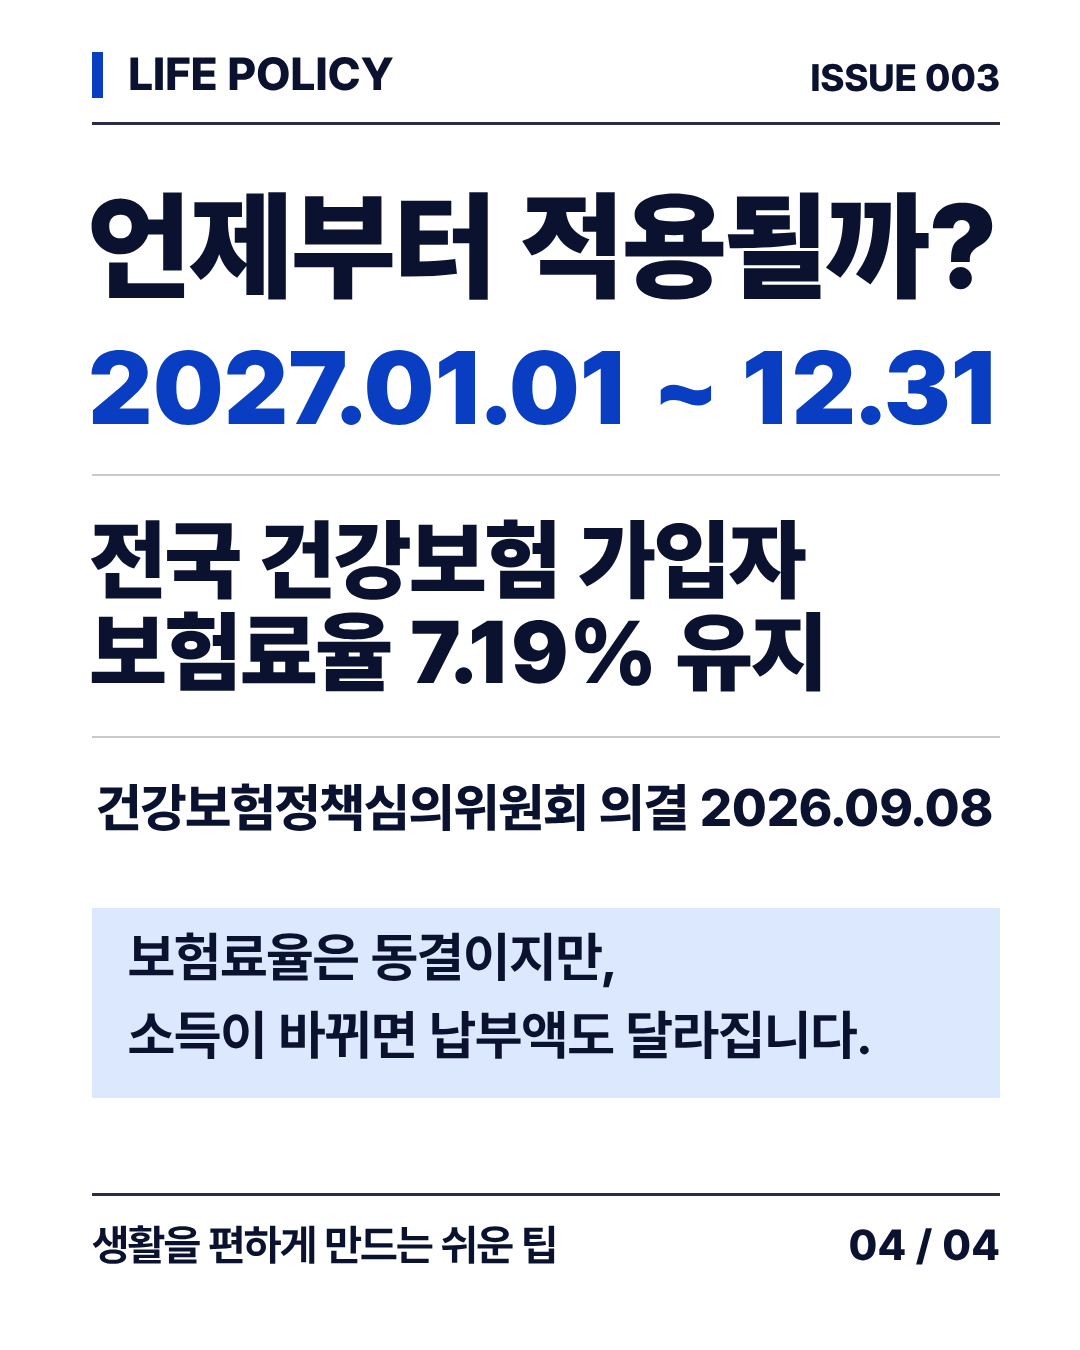 LIFE POLICY
ISSUE 003
언제부터 적용될까?
2027.01.01 ~ 12.31
전국 건강보험 가입자
보험료율 7.19% 유지
건강보험정책심의위원회 의결 2026.09.08
보험료율은 동결이지만,
소득이 바뀌면 납부액도 달라집니다.
생활을 편하게 만드는 쉬운 팁
04 / 04